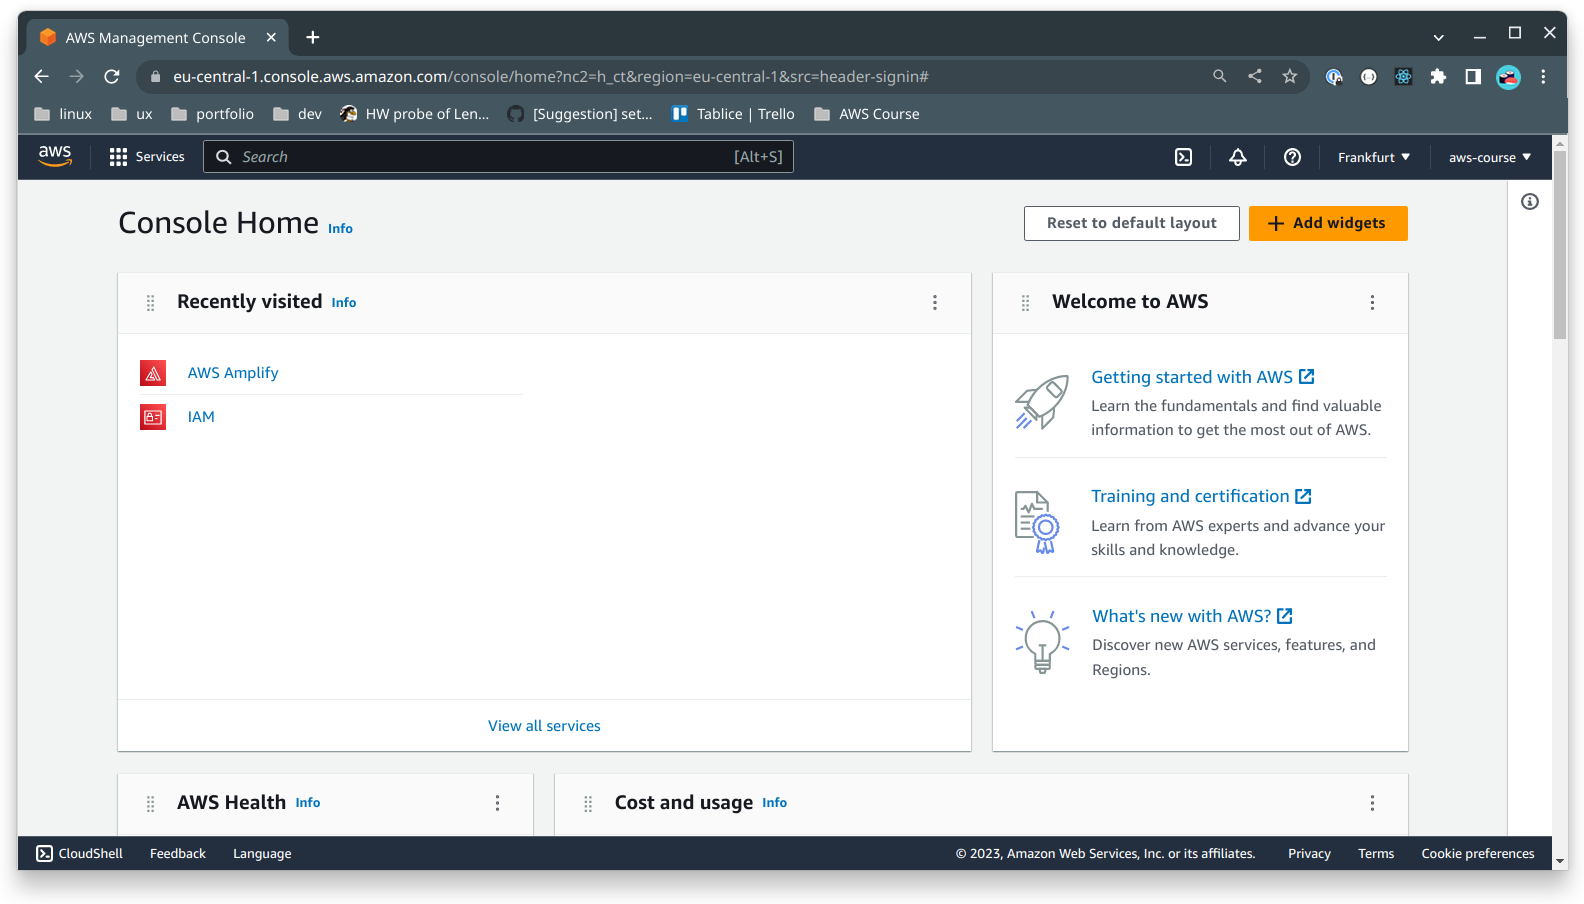 AWS Management Console
eu-central-1.console.aws.amazon.com/console/home?nc2=h_ct&region=eu-central-1&src=header-signin#
linux ux portfolio dev HW probe of Len... [Suggestion] set... Tablice | Trello AWS Course
aws Services Search [Alt+S] Frankfurt aws-course
Console Home Info Reset to default layout Add widgets
Recently visited Info
AWS Amplify
IAM
View all services
Welcome to AWS
Getting started with AWS
Learn the fundamentals and find valuable
information to get the most out of AWS.
Training and certification
Learn from AWS experts and advance your
skills and knowledge.
What's new with AWS?
Discover new AWS services, features, and
Regions.
AWS Health Info
Cost and usage Info
CloudShell Feedback Language © 2023, Amazon Web Services, Inc. or its affiliates. Privacy Terms Cookie preferences